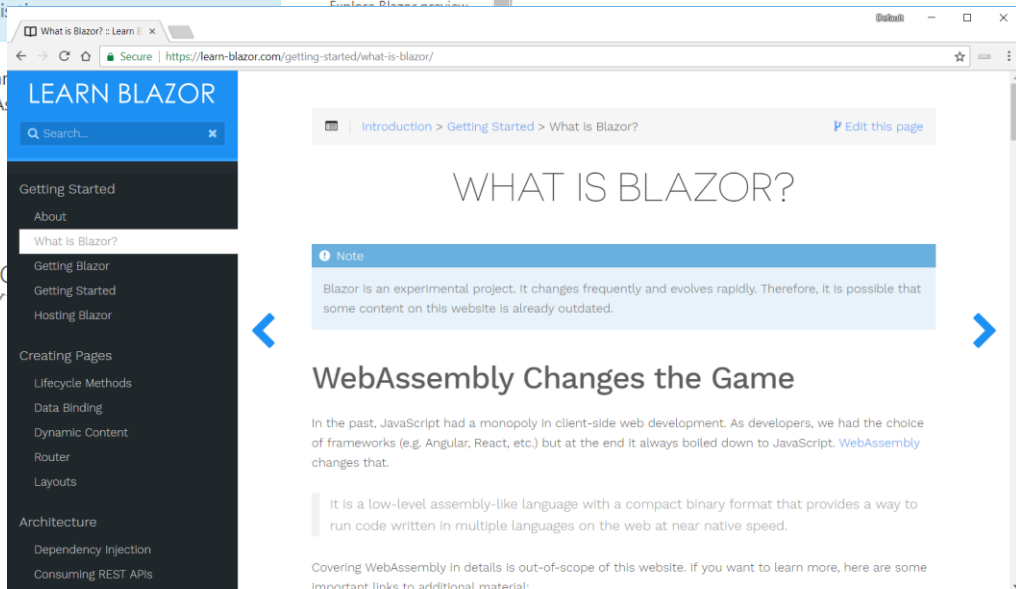 Explore Blazor preview
Default
What is Blazor? :: Learn
Secure
https://learn-blazor.com/getting-started/what-is-blazor/
LEARN BLAZOR
Search...
Getting Started
About
What is Blazor?
Getting Blazor
Getting Started
Hosting Blazor
Creating Pages
Lifecycle Methods
Data Binding
Dynamic Content
Router
Layouts
Architecture
Dependency Injection
Consuming REST APIs
Introduction > Getting Started > What is Blazor?
Edit this page
WHAT IS BLAZOR?
Note
Blazor is an experimental project. It changes frequently and evolves rapidly. Therefore, it is possible that
some content on this website is already outdated.
WebAssembly Changes the Game
In the past, JavaScript had a monopoly in client-side web development. As developers, we had the choice
of frameworks (e.g. Angular, React, etc.) but at the end it always boiled down to JavaScript. WebAssembly
changes that.
It is a low-level assembly-like language with a compact binary format that provides a way to
run code written in multiple languages on the web at near native speed.
Covering WebAssembly in details is out-of-scope of this website. If you want to learn more, here are some
important links to additional material: